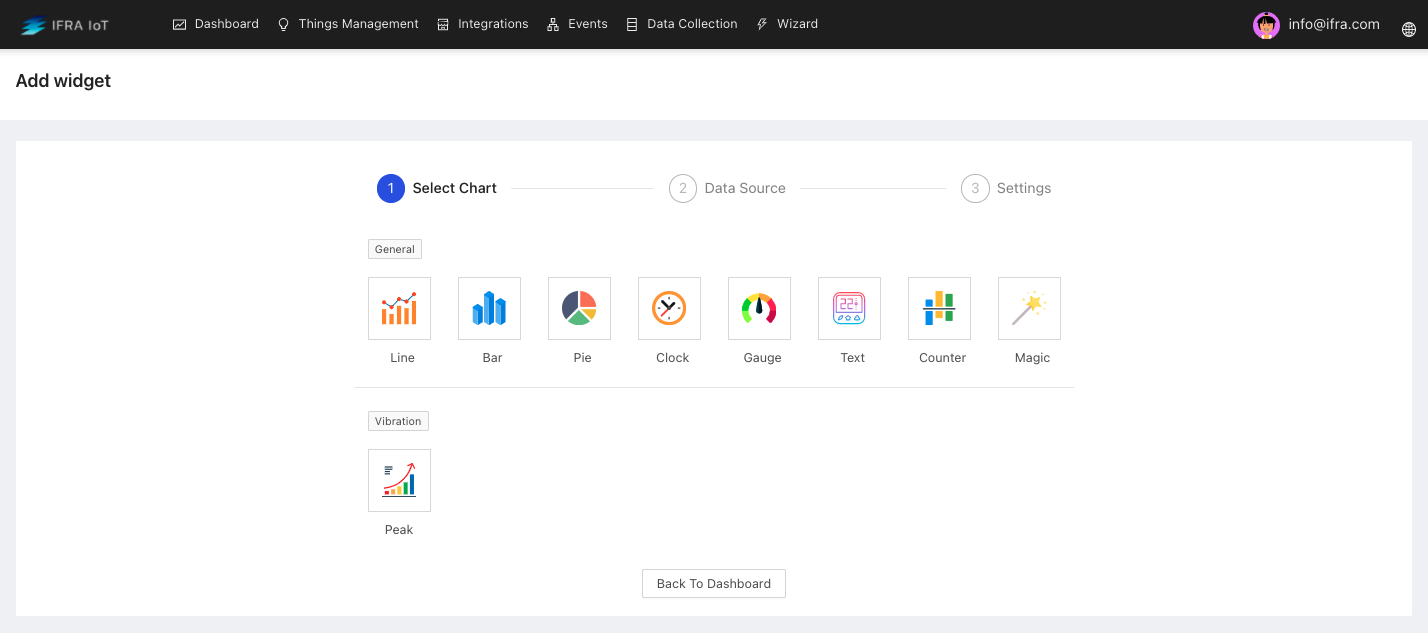 IFRA IoT Dashboard Things Management Integrations Events Data Collection Wizard info@ifra.com
Add widget
1 Select Chart 2 Data Source 3 Settings
General
22
Line Bar Pie Clock Gauge Text Counter Magic
Vibration
Peak
Back To Dashboard